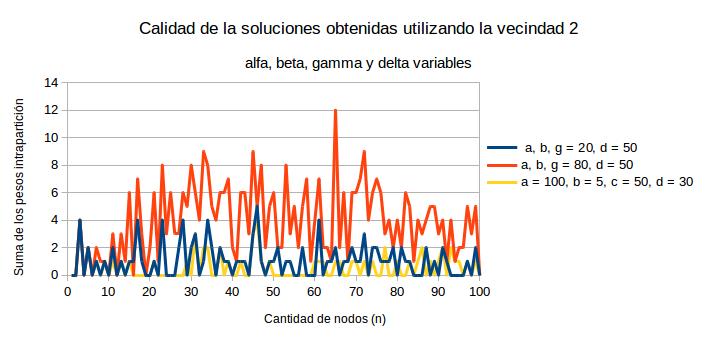 Calidad de la soluciones obtenidas utilizando la vecindad 2
alfa, beta, gamma y delta variables
Suma de los pesos intrapartición
14
12
10
8
6
4
2
0
0 10 20 30 40 50 60 70 80 90 100
Cantidad de nodos (n)
a, b, g = 20, d = 50
a, b, g = 80, d = 50
a = 100, b = 5, c = 50, d = 30